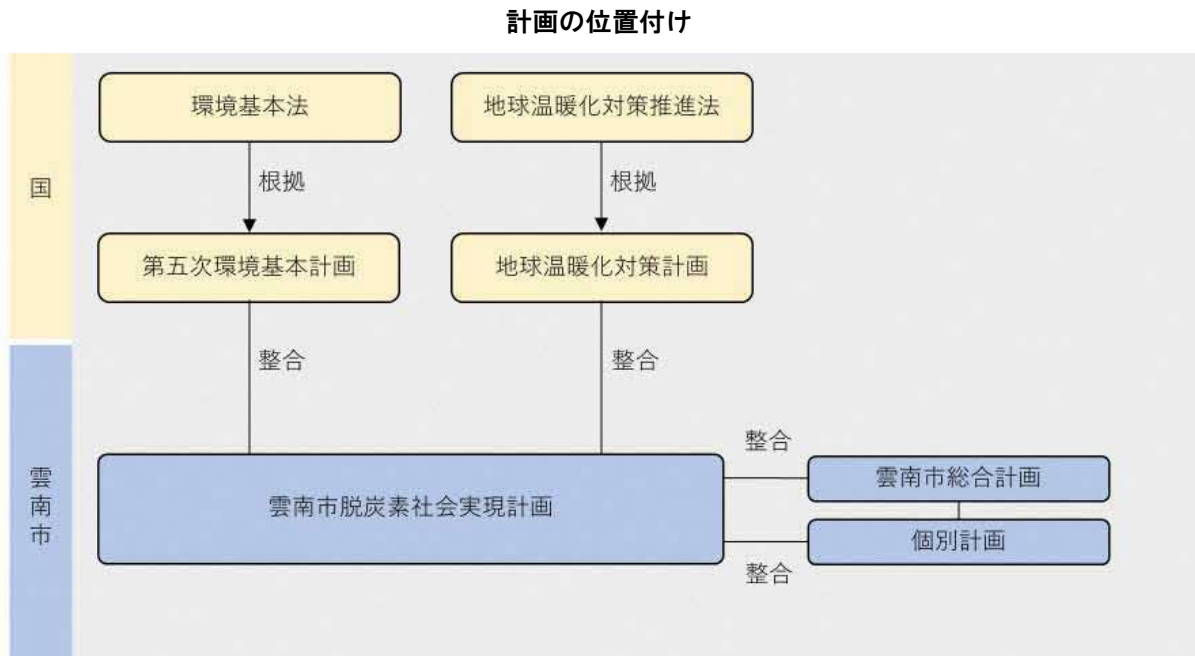 計画の位置付け
国
環境基本法
地球温暖化対策推進法
根拠
根拠
第五次環境基本計画
地球温暖化対策計画
整合
整合
雲南市
雲南市脱炭素社会実現計画
整合
雲南市総合計画
個別計画
整合